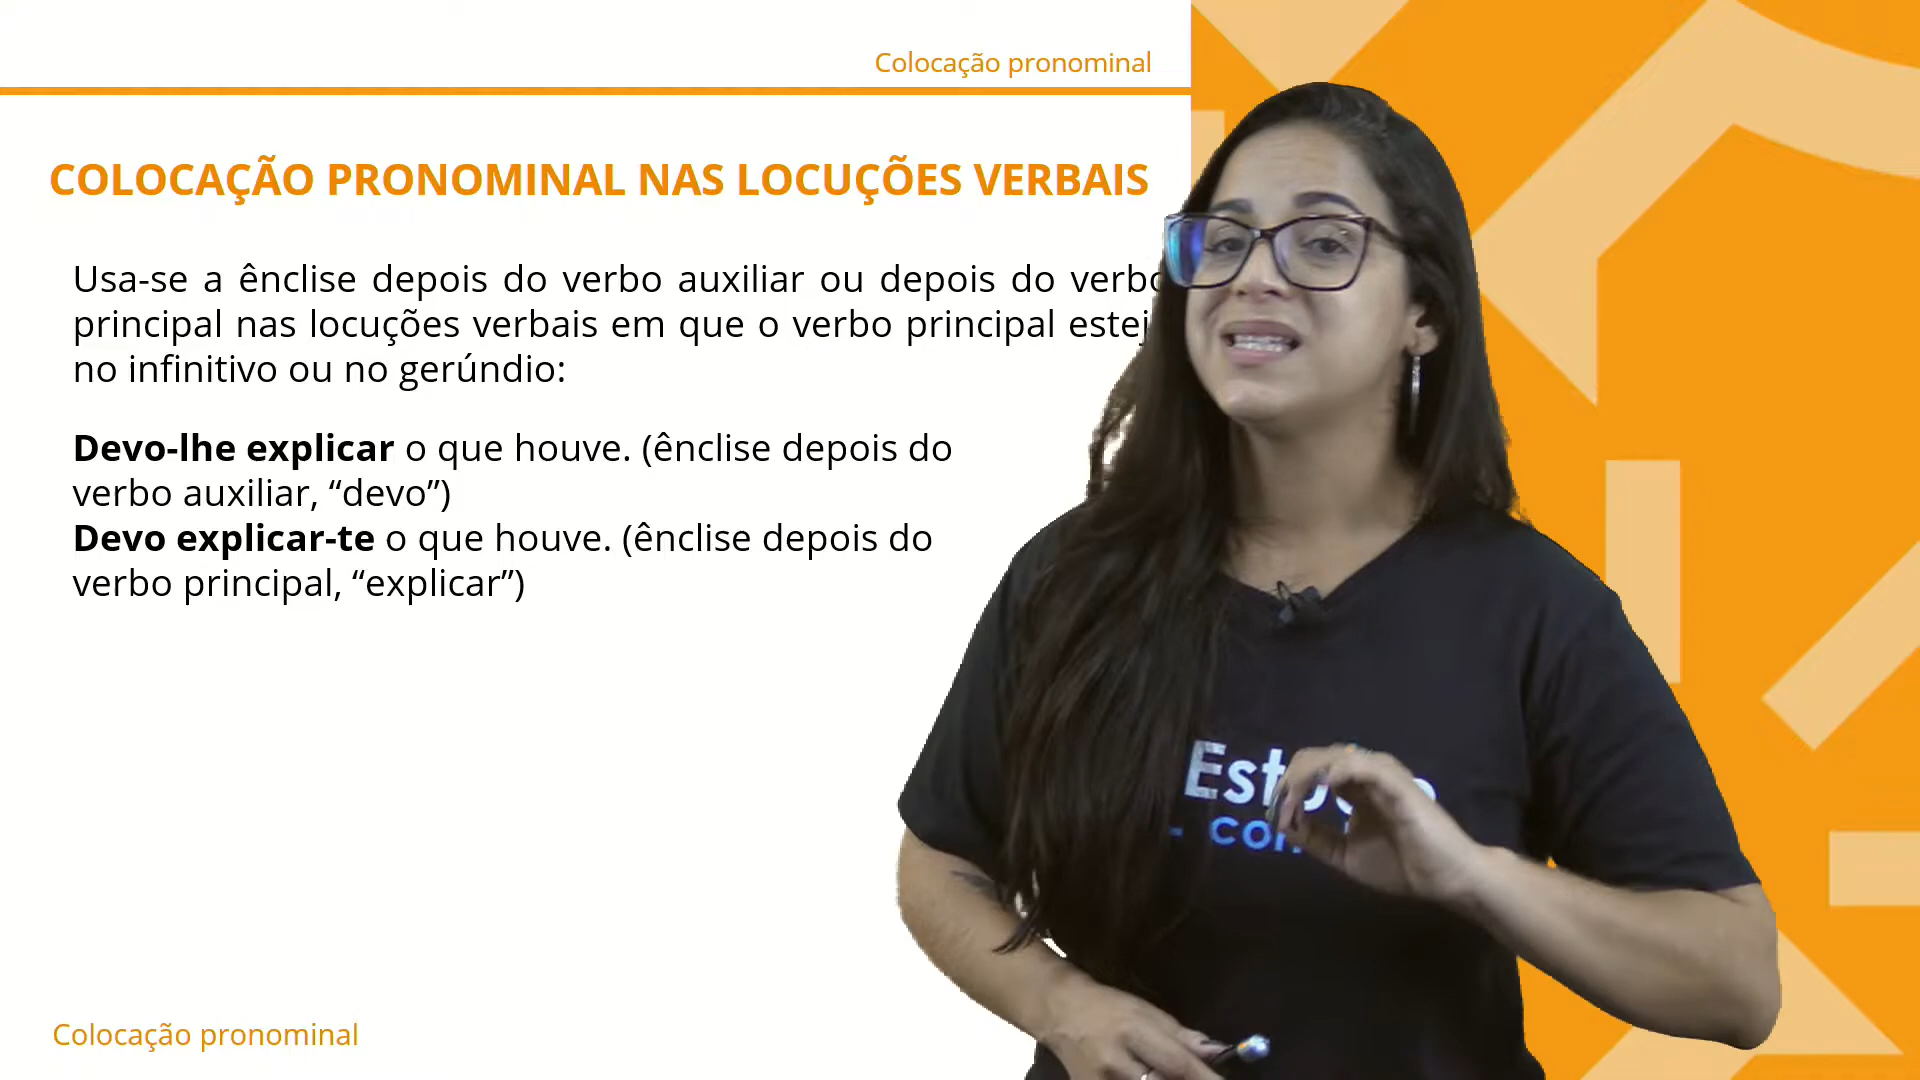 Colocação pronominal
COLOCAÇÃO PRONOMINAL NAS LOCUÇÕES VERBAIS
Usa-se a ênclise depois do verbo auxiliar ou depois do verbo
principal nas locuções verbais em que o verbo principal estej
no infinitivo ou no gerúndio:
Devo-lhe explicar o que houve. (ênclise depois do
verbo auxiliar, “devo”)
Devo explicar-te o que houve. (ênclise depois do
verbo principal, “explicar”)
Colocação pronominal